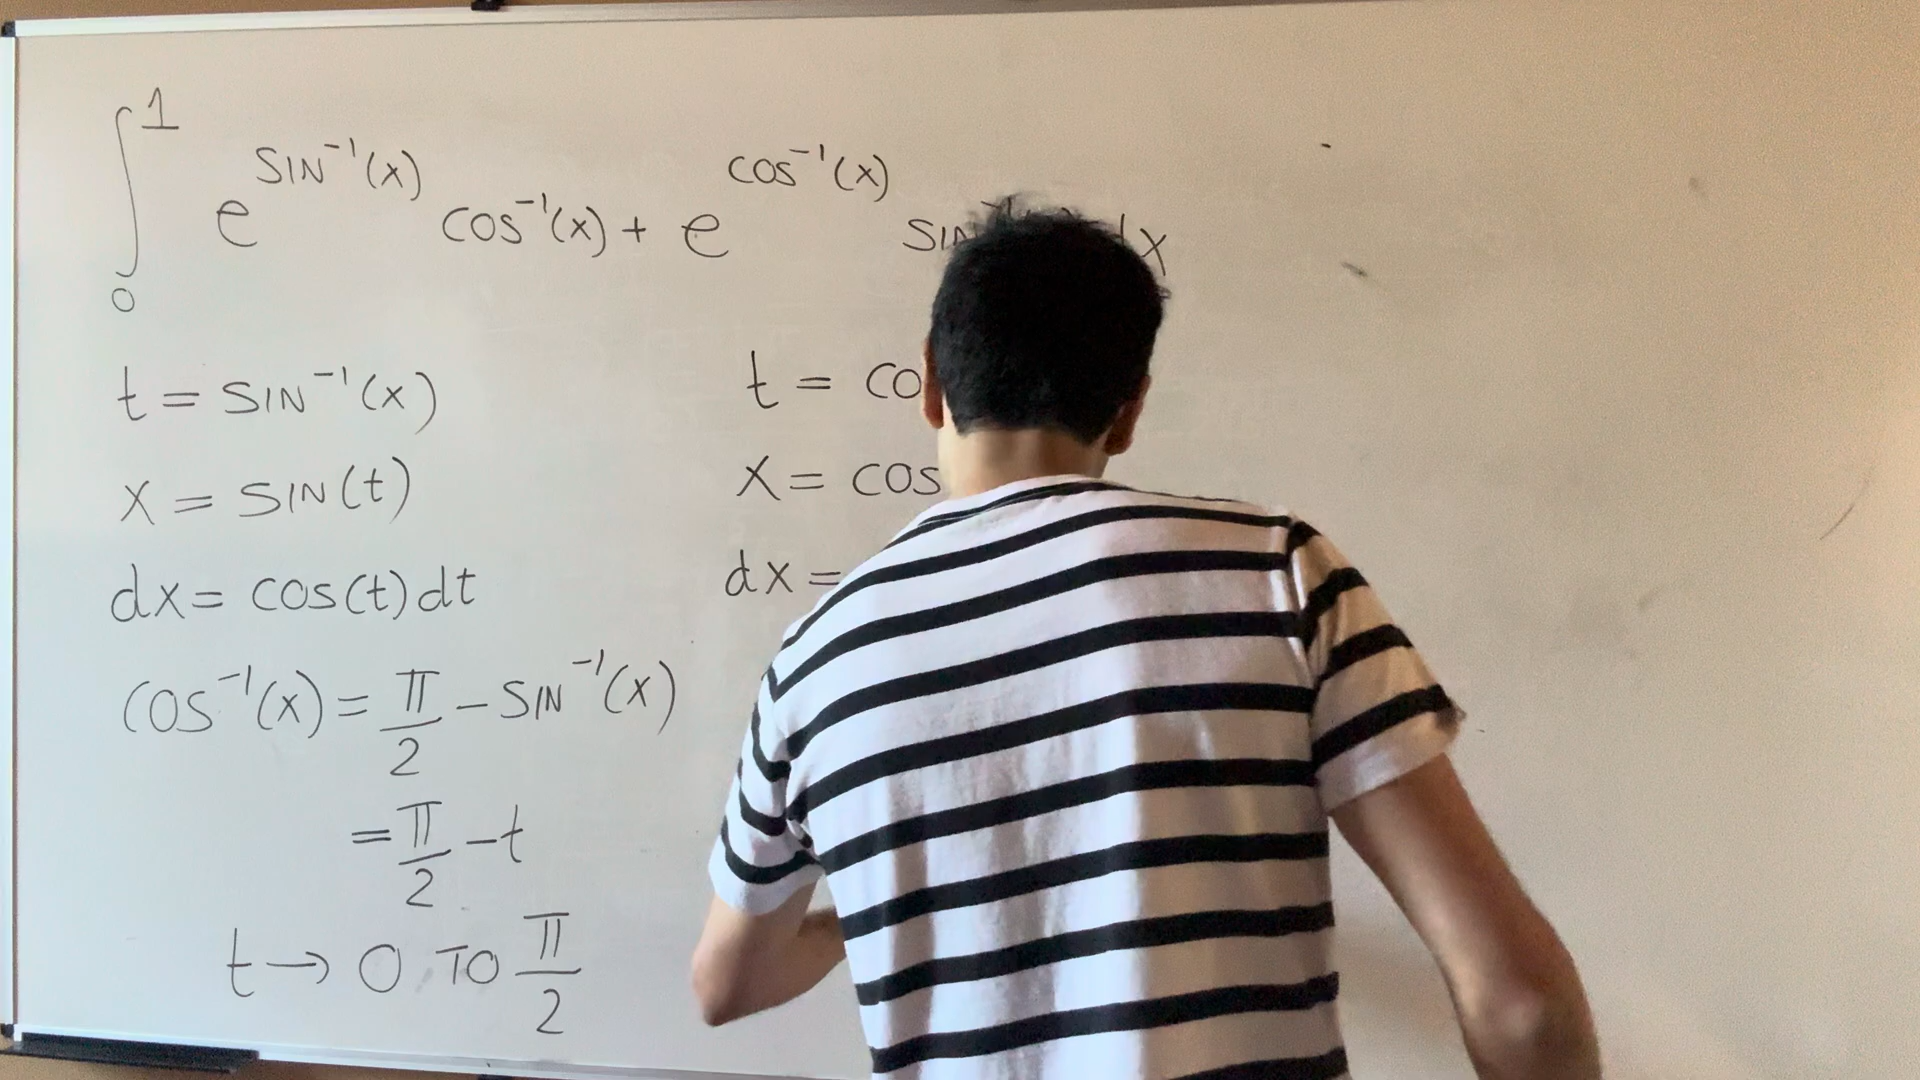 ∫₀¹ e^(SIN⁻¹(x)) COS⁻¹(x) + e^(COS⁻¹(x)) SIN dx
t = SIN⁻¹(x)
x = SIN(t)
dx = COS(t) dt
COS⁻¹(x) = π/2 - SIN⁻¹(x)
= π/2 - t
t → 0 TO π/2
t = CO
x = COS
dx =